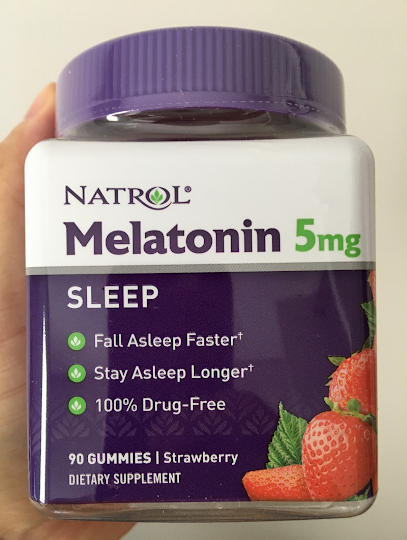 NATROL®
Melatonin 5mg
SLEEP
Fall Asleep Faster†
Stay Asleep Longer†
100% Drug-Free
90 GUMMIES | Strawberry
DIETARY SUPPLEMENT